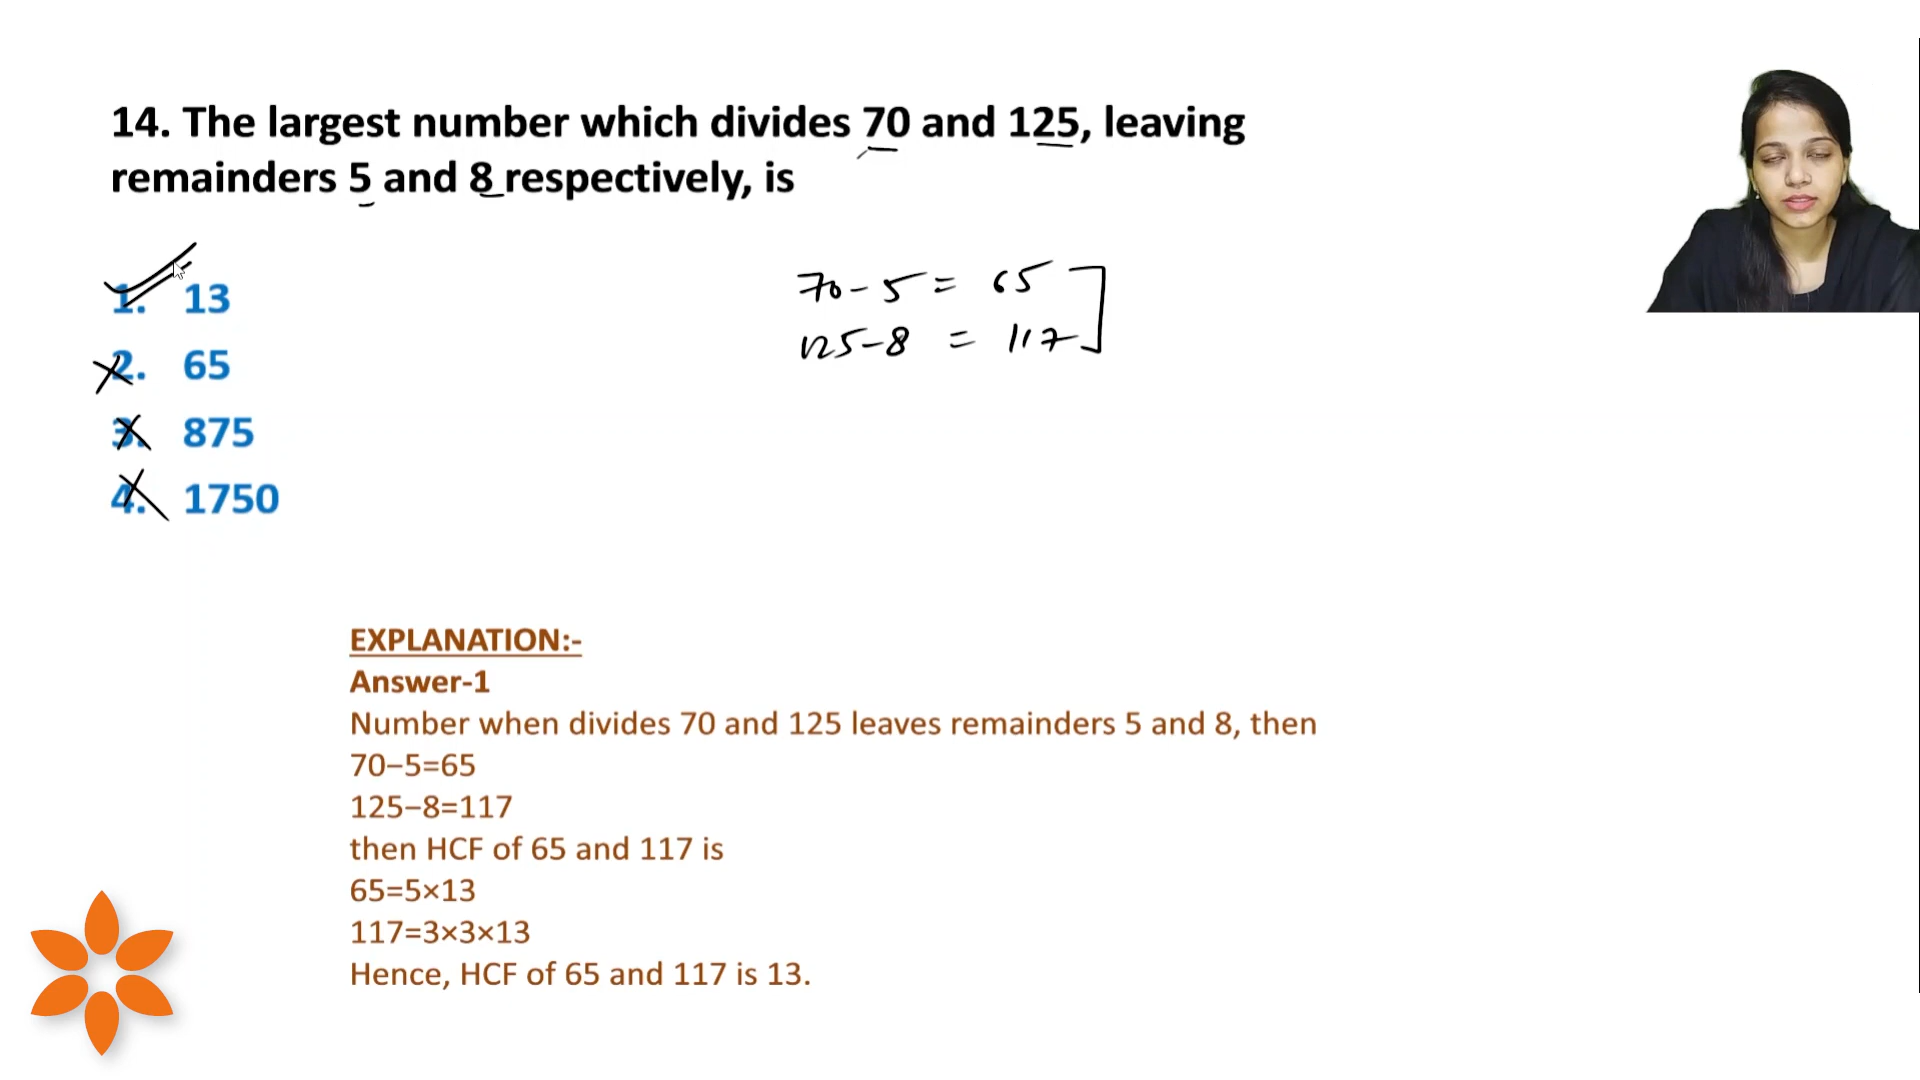 14. The largest number which divides 70 and 125, leaving
remainders 5 and 8 respectively, is
1. 13
2. 65
3. 875
4. 1750
70 - 5 = 65
125 - 8 = 117
EXPLANATION:-
Answer-1
Number when divides 70 and 125 leaves remainders 5 and 8, then
70–5=65
125–8=117
then HCF of 65 and 117 is
65=5×13
117=3×3×13
Hence, HCF of 65 and 117 is 13.